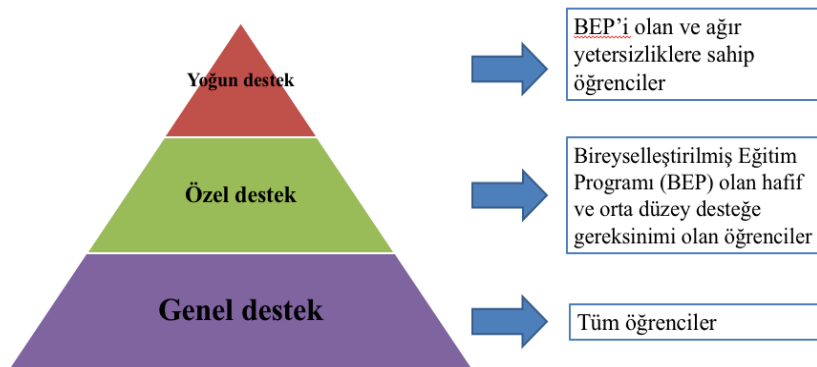 Yoğun destek
BEP’i olan ve ağır
yetersizliklere sahip
öğrenciler
Özel destek
Bireyselleştirilmiş Eğitim
Programı (BEP) olan hafif
ve orta düzey desteğe
gereksinimi olan öğrenciler
Genel destek
Tüm öğrenciler